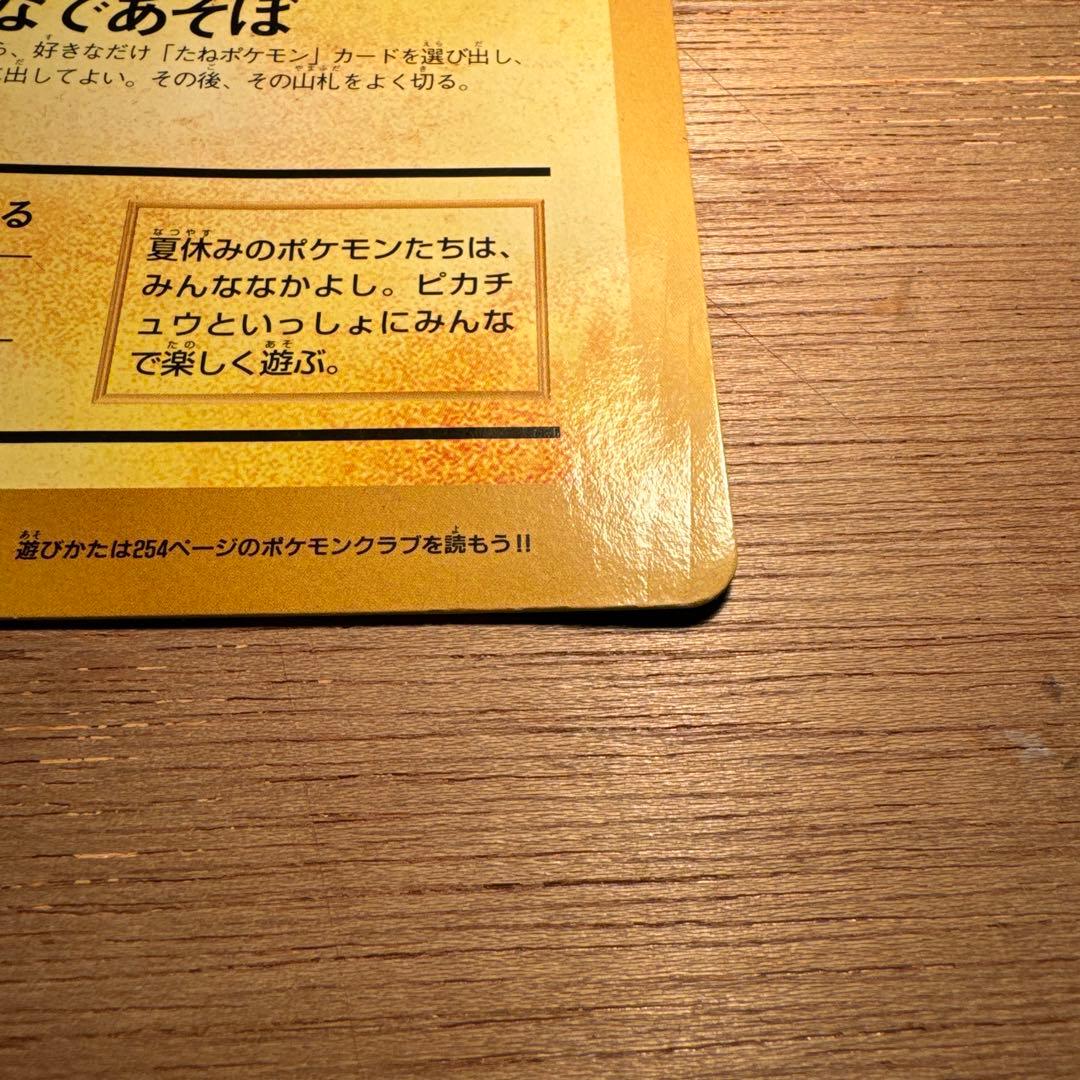 なであそぼ
、好きなだけ「たねポケモン」カードを選び出し、
出してよい。その後、その山札をよく切る。
る
夏休みのポケモンたちは、
みんななかよし。ピカチ
ュウといっしょにみんな
で楽しく遊ぶ。
遊びかたは254ページのポケモンクラブを読もう!!